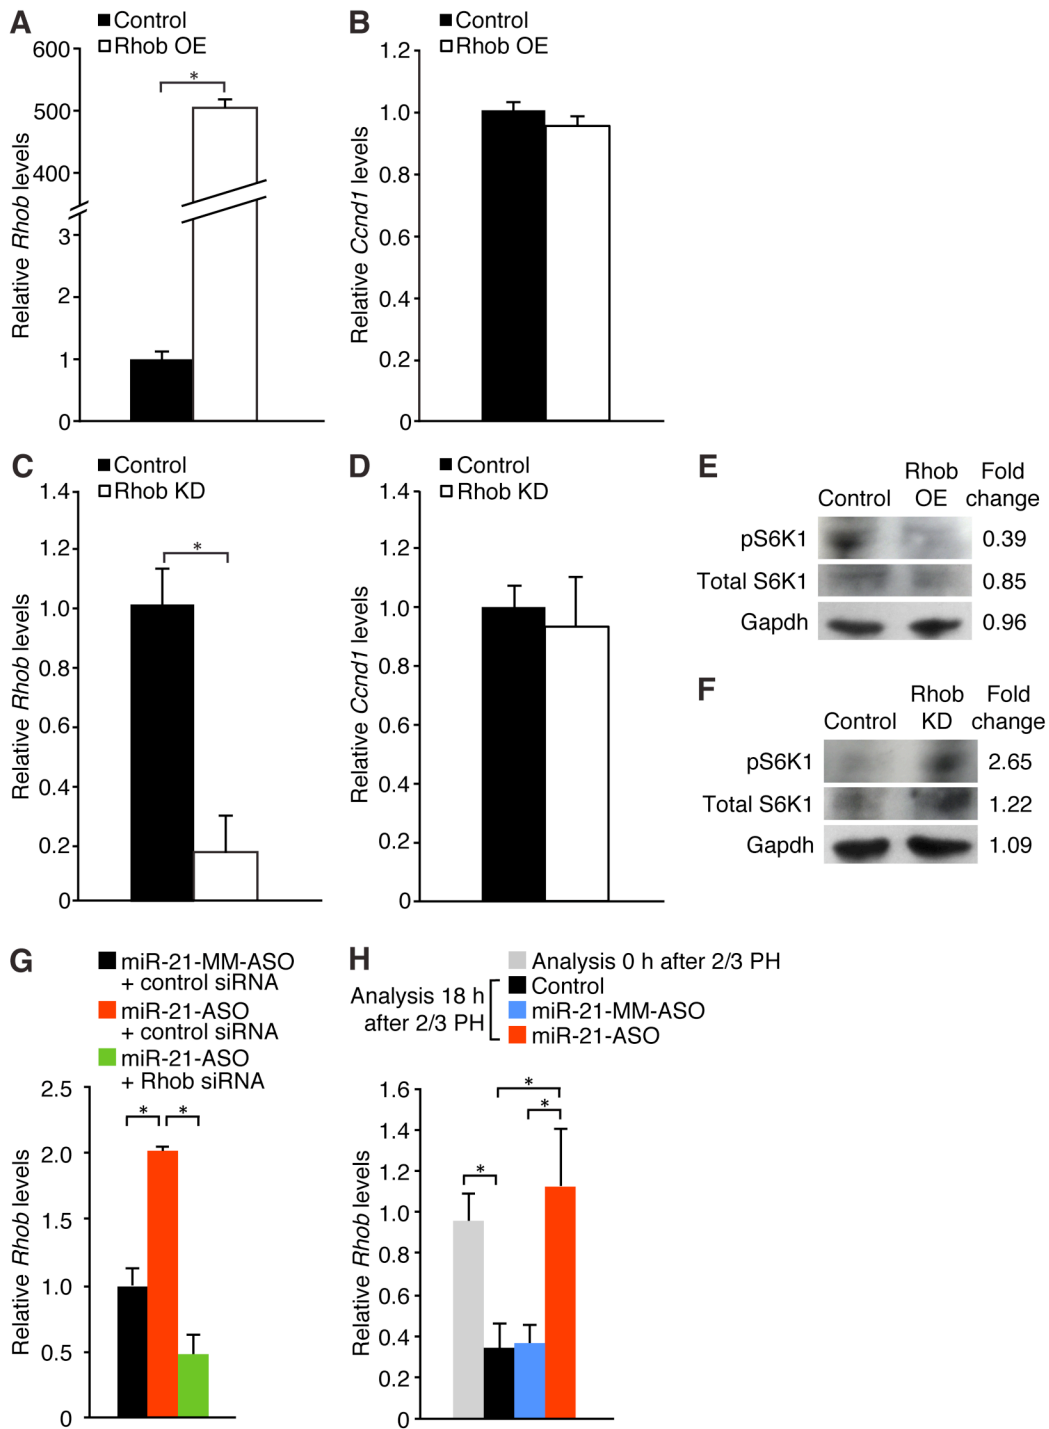 A
Control
Rhob OE
600
500
400
3
2
1
0
Relative Rhob levels
*
B
Control
Rhob OE
1.2
1.0
0.8
0.6
0.4
0.2
0
Relative Ccnd1 levels
C
Control
Rhob KD
1.4
1.2
1.0
0.8
0.6
0.4
0.2
0
Relative Rhob levels
*
D
Control
Rhob KD
1.4
1.2
1.0
0.8
0.6
0.4
0.2
0
Relative Ccnd1 levels
E
Control
Rhob
OE
Fold
change
pS6K1
0.39
Total S6K1
0.85
Gapdh
0.96
F
Control
Rhob
KD
Fold
change
pS6K1
2.65
Total S6K1
1.22
Gapdh
1.09
G
miR-21-MM-ASO
+ control siRNA
miR-21-ASO
+ control siRNA
miR-21-ASO
+ Rhob siRNA
2.5
2.0
1.5
1.0
0.5
0
Relative Rhob levels
*
*
H
Analysis 0 h after 2/3 PH
Analysis 18 h
after 2/3 PH
Control
miR-21-MM-ASO
miR-21-ASO
1.6
1.4
1.2
1.0
0.8
0.6
0.4
0.2
0
Relative Rhob levels
*
*
*